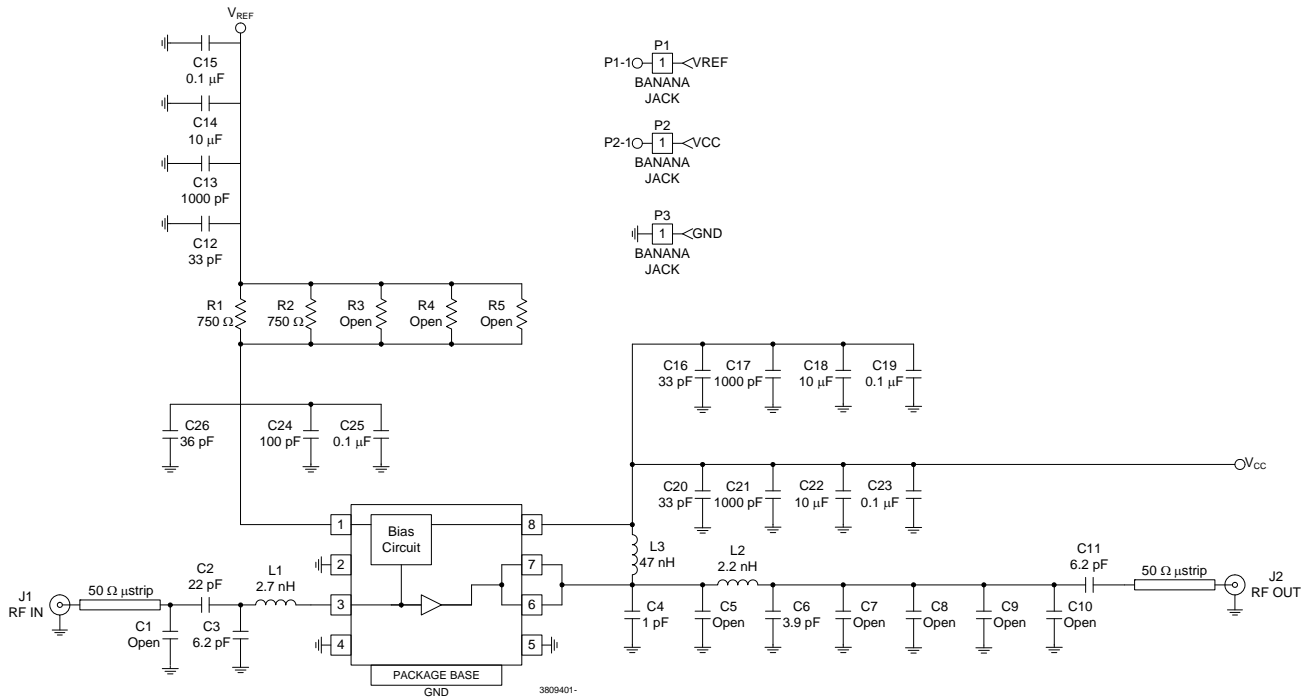 V_REF
C15
0.1 μF
C14
10 μF
C13
1000 pF
C12
33 pF
P1
P1-1 1 VREF
BANANA
JACK
P2
P2-1 1 VCC
BANANA
JACK
P3
1 GND
BANANA
JACK
R1
750 Ω
R2
750 Ω
R3
Open
R4
Open
R5
Open
C16
33 pF
C17
1000 pF
C18
10 μF
C19
0.1 μF
C26
36 pF
C24
100 pF
C25
0.1 μF
V_CC
C20
33 pF
C21
1000 pF
C22
10 μF
C23
0.1 μF
1
Bias
Circuit
8
2
7
3
6
4
5
PACKAGE BASE
GND
3809401-
J1
RF IN
50 Ω μstrip
C1
Open
C2
22 pF
C3
6.2 pF
L1
2.7 nH
L3
47 nH
L2
2.2 nH
C4
1 pF
C5
Open
C6
3.9 pF
C7
Open
C8
Open
C9
Open
C10
Open
C11
6.2 pF
50 Ω μstrip
J2
RF OUT